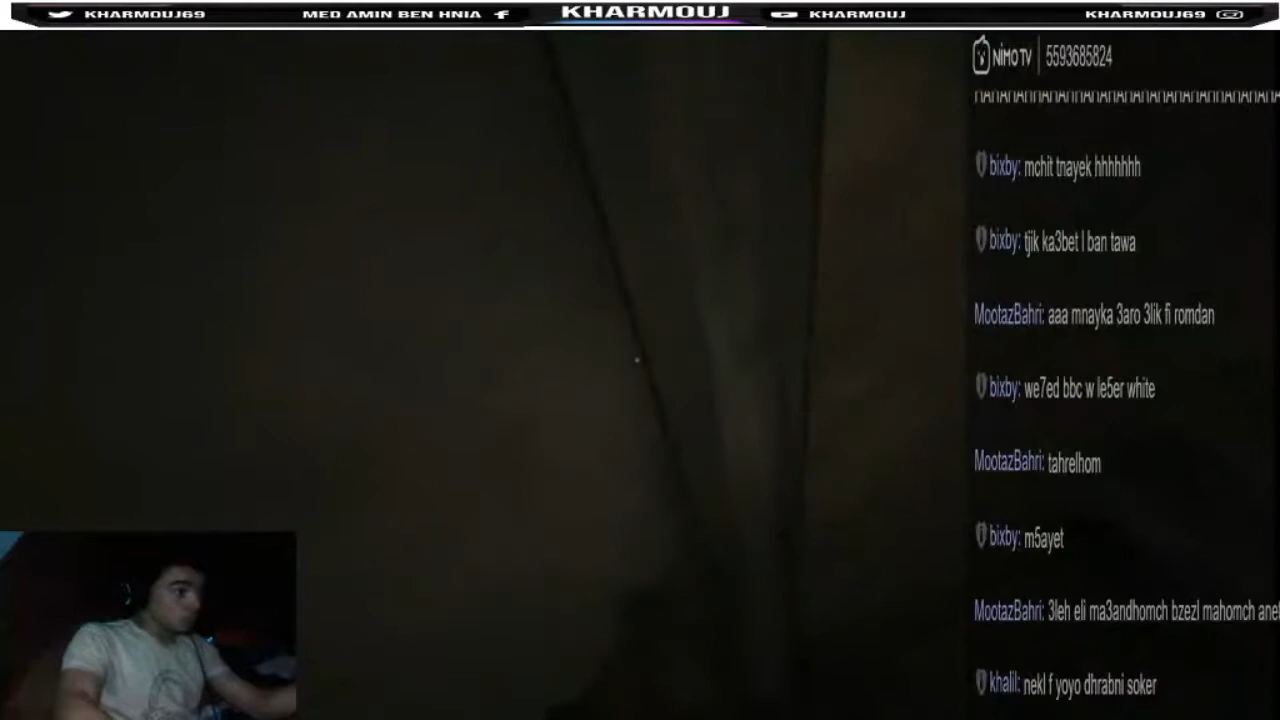 KHARMOUJ69 MED AMIN BEN HNIA KHARMOUJ KHARMOUJ KHARMOUJ69
NiMO TV | 5593685824
bixby: mchit tnayek hhhhhhh
bixby: tjik ka3bet l ban tawa
MootazBahri: aaa mnayka 3aro 3lik fi romdan
bixby: we7ed bbc w le5er white
MootazBahri: tahrelhom
bixby: m5ayet
MootazBahri: 3leh eli ma3andhomch bzezl mahomch
khalil: nekl f yoyo dhrabni soker